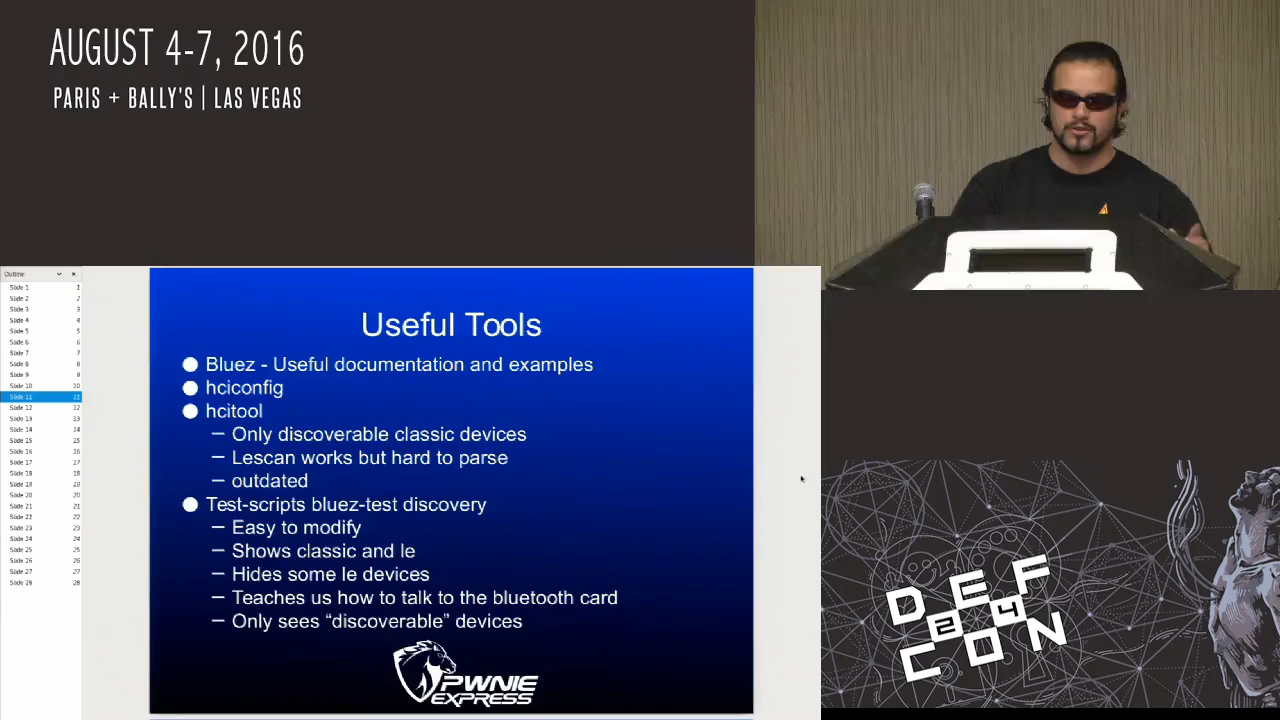 AUGUST 4-7, 2016
PARIS + BALLY'S | LAS VEGAS
Outline
Slide 1 1
Slide 2 2
Slide 3 3
Slide 4 4
Slide 5 5
Slide 6 6
Slide 7 7
Slide 8 8
Slide 9 9
Slide 10 10
Slide 11 11
Slide 12 12
Slide 13 13
Slide 14 14
Slide 15 15
Slide 16 16
Slide 17 17
Slide 18 18
Slide 19 19
Slide 20 20
Slide 21 21
Slide 22 22
Slide 23 23
Slide 24 24
Slide 25 25
Slide 26 26
Slide 27 27
Slide 28 28
Useful Tools
● Bluez - Useful documentation and examples
● hciconfig
● hcitool
– Only discoverable classic devices
– Lescan works but hard to parse
– outdated
● Test-scripts bluez-test discovery
– Easy to modify
– Shows classic and le
– Hides some le devices
– Teaches us how to talk to the bluetooth card
– Only sees “discoverable” devices
PWNIE
EXPRESS
DEF
24
CON